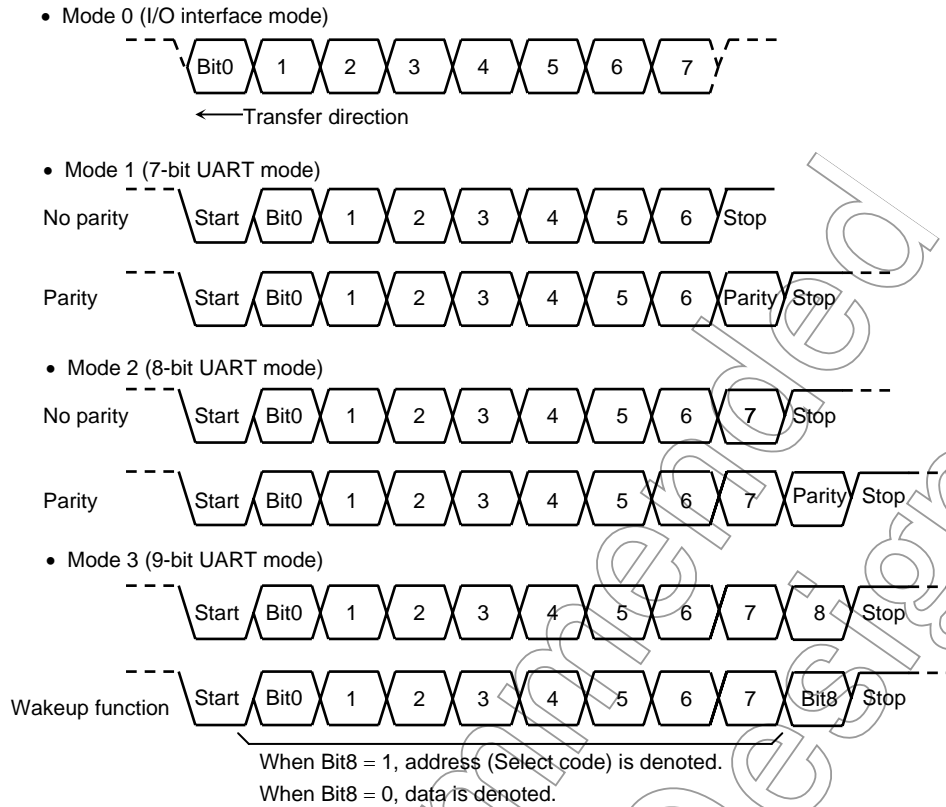 • Mode 0 (I/O interface mode)
Bit0 1 2 3 4 5 6 7
Transfer direction
• Mode 1 (7-bit UART mode)
No parity Start Bit0 1 2 3 4 5 6 Stop
Parity Start Bit0 1 2 3 4 5 6 Parity Stop
• Mode 2 (8-bit UART mode)
No parity Start Bit0 1 2 3 4 5 6 7 Stop
Parity Start Bit0 1 2 3 4 5 6 7 Parity Stop
• Mode 3 (9-bit UART mode)
Start Bit0 1 2 3 4 5 6 7 8 Stop
Wakeup function Start Bit0 1 2 3 4 5 6 7 Bit8 Stop
When Bit8 = 1, address (Select code) is denoted.
When Bit8 = 0, data is denoted.